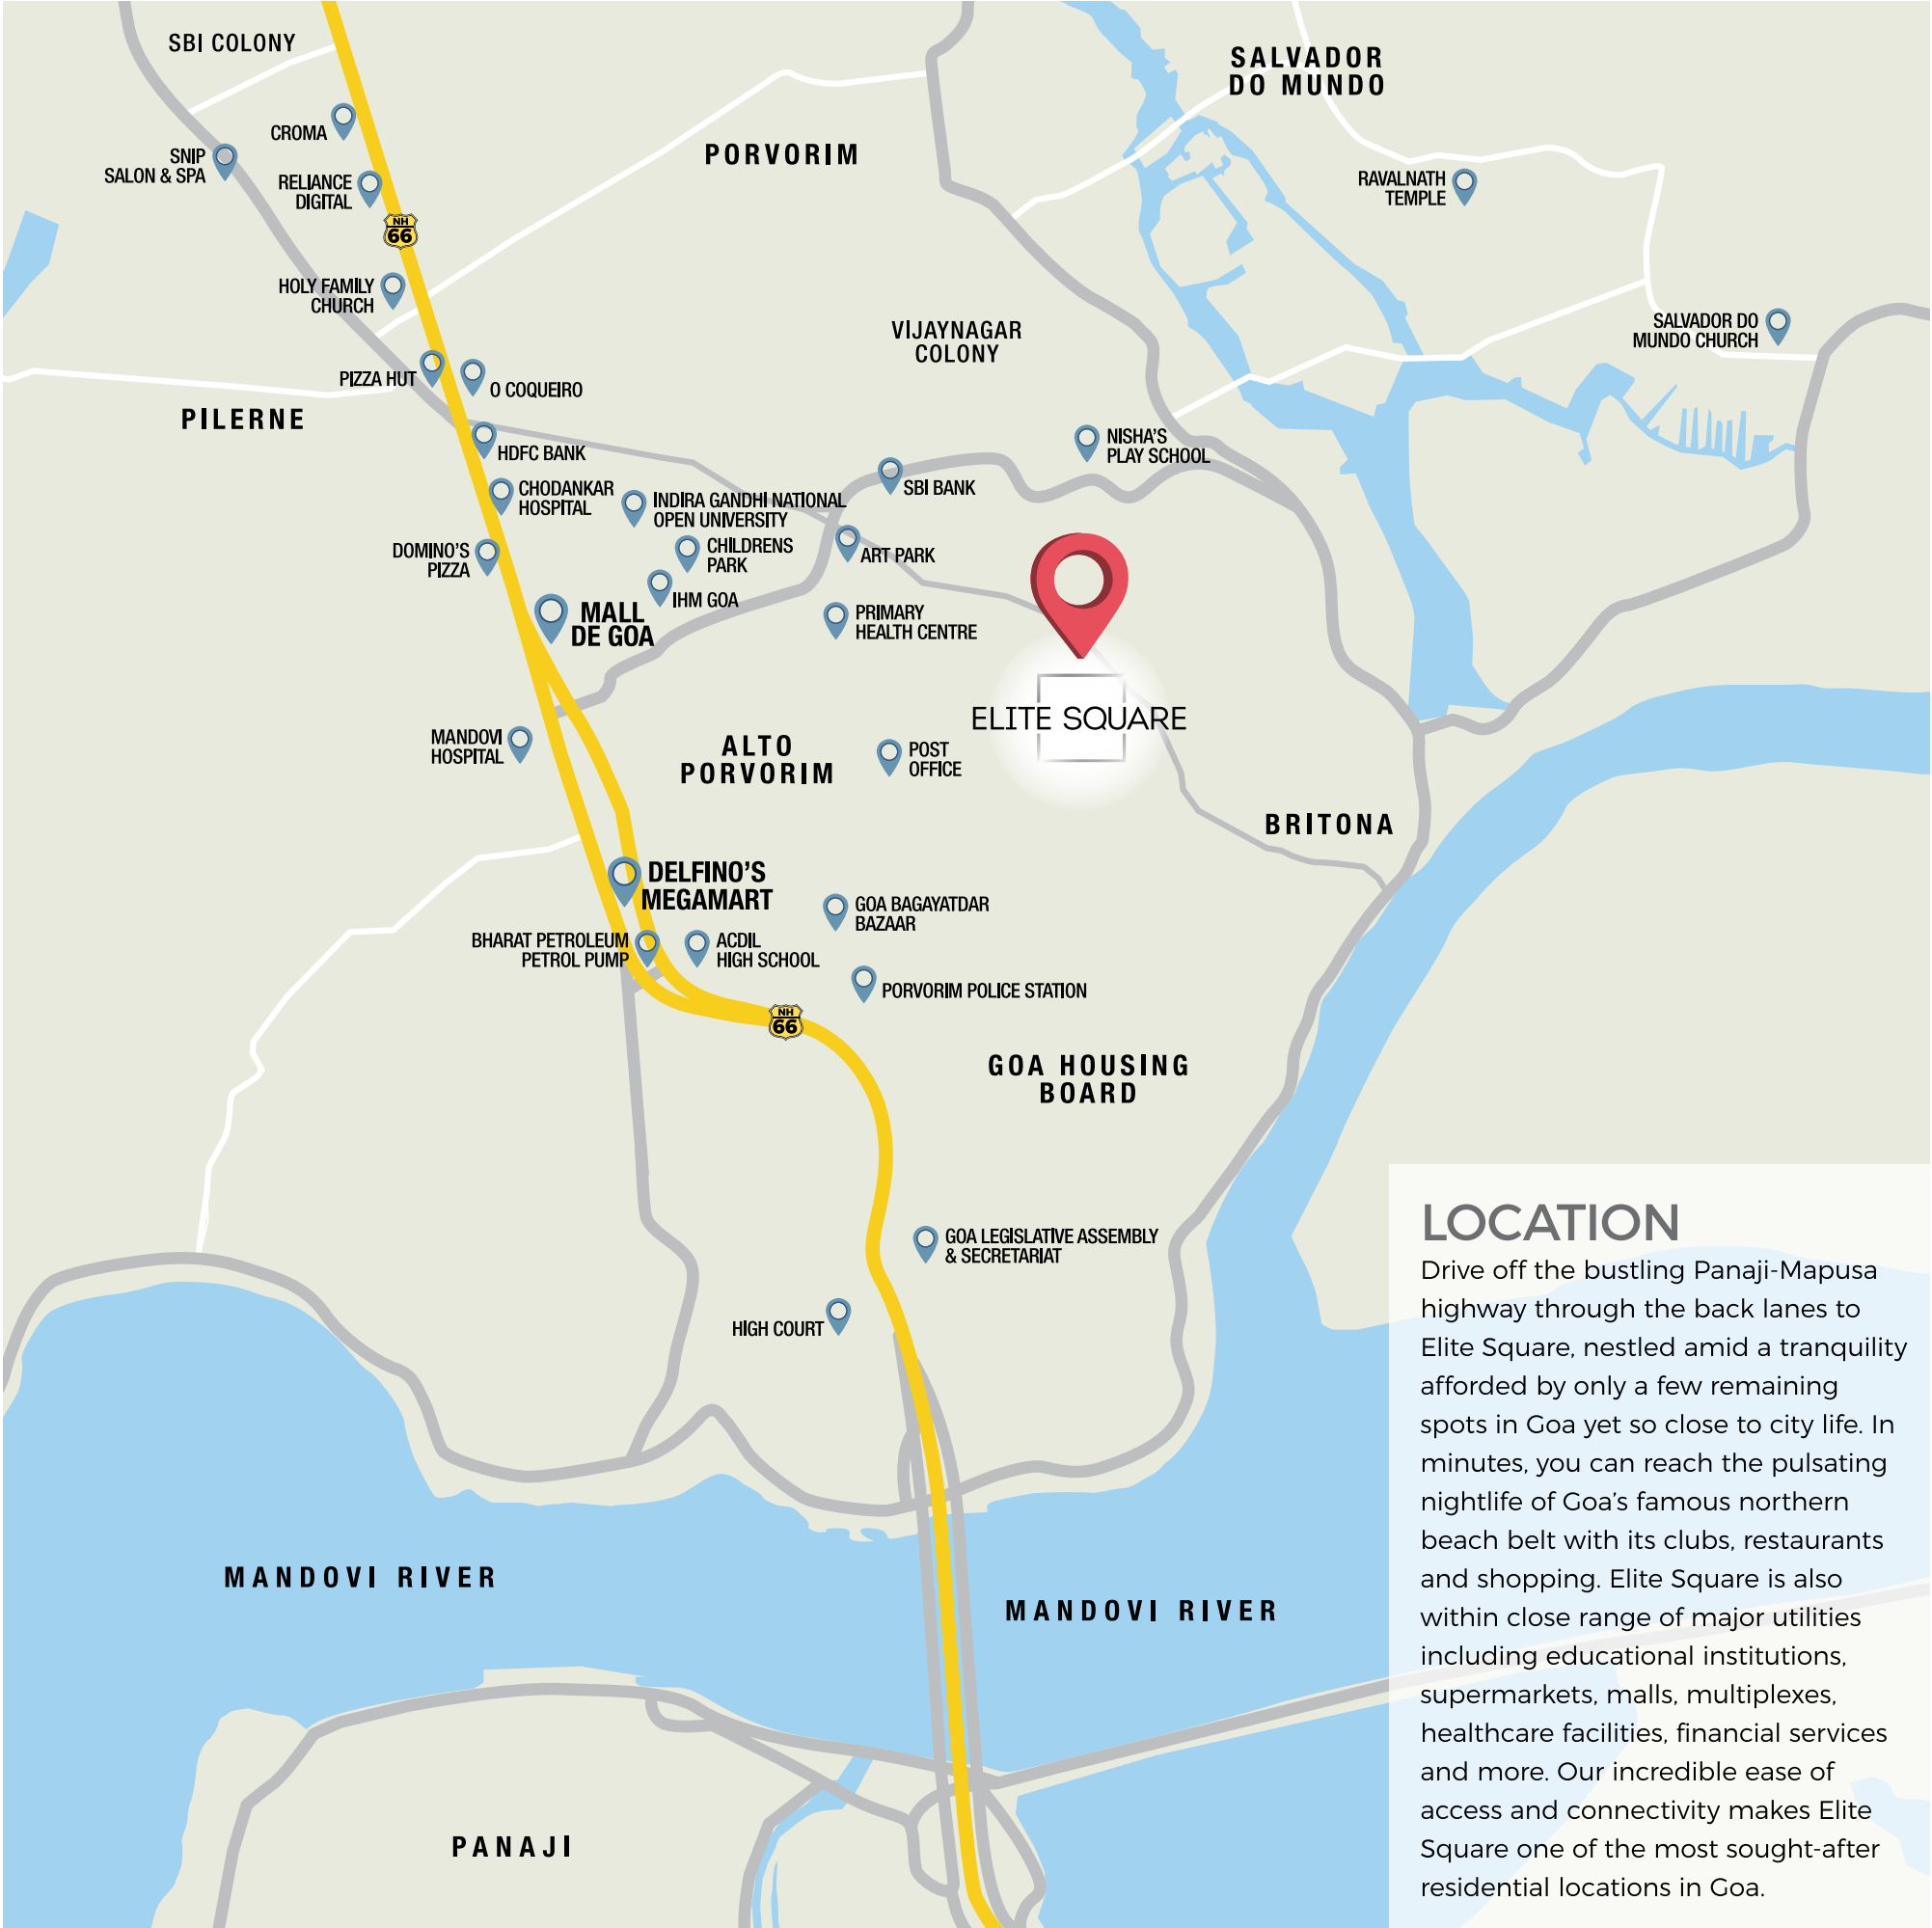 SBI COLONY
SALVADOR
DO MUNDO
CROMA
SNIP
SALON & SPA
PORVORIM
RELIANCE
DIGITAL
RAVALNATH
TEMPLE
NH
66
HOLY FAMILY
CHURCH
VIJAYNAGAR
COLONY
SALVADOR DO
MUNDO CHURCH
PIZZA HUT
O COQUEIRO
PILERNE
HDFC BANK
NISHA'S
PLAY SCHOOL
CHODANKAR
HOSPITAL
INDIRA GANDHI NATIONAL
OPEN UNIVERSITY
SBI BANK
DOMINO'S
PIZZA
CHILDRENS
PARK
ART PARK
IHM GOA
MALL
DE GOA
PRIMARY
HEALTH CENTRE
ELITE SQUARE
MANDOVI
HOSPITAL
ALTO
PORVORIM
POST
OFFICE
BRITONA
DELFINO'S
MEGAMART
GOA BAGAYATDAR
BAZAAR
BHARAT PETROLEUM
PETROL PUMP
ACDIL
HIGH SCHOOL
PORVORIM POLICE STATION
NH
66
GOA HOUSING
BOARD
GOA LEGISLATIVE ASSEMBLY
& SECRETARIAT
HIGH COURT
MANDOVI RIVER
MANDOVI RIVER
PANAJI
LOCATION
Drive off the bustling Panaji-Mapusa
highway through the back lanes to
Elite Square, nestled amid a tranquility
afforded by only a few remaining
spots in Goa yet so close to city life. In
minutes, you can reach the pulsating
nightlife of Goa's famous northern
beach belt with its clubs, restaurants
and shopping. Elite Square is also
within close range of major utilities
including educational institutions,
supermarkets, malls, multiplexes,
healthcare facilities, financial services
and more. Our incredible ease of
access and connectivity makes Elite
Square one of the most sought-after
residential locations in Goa.